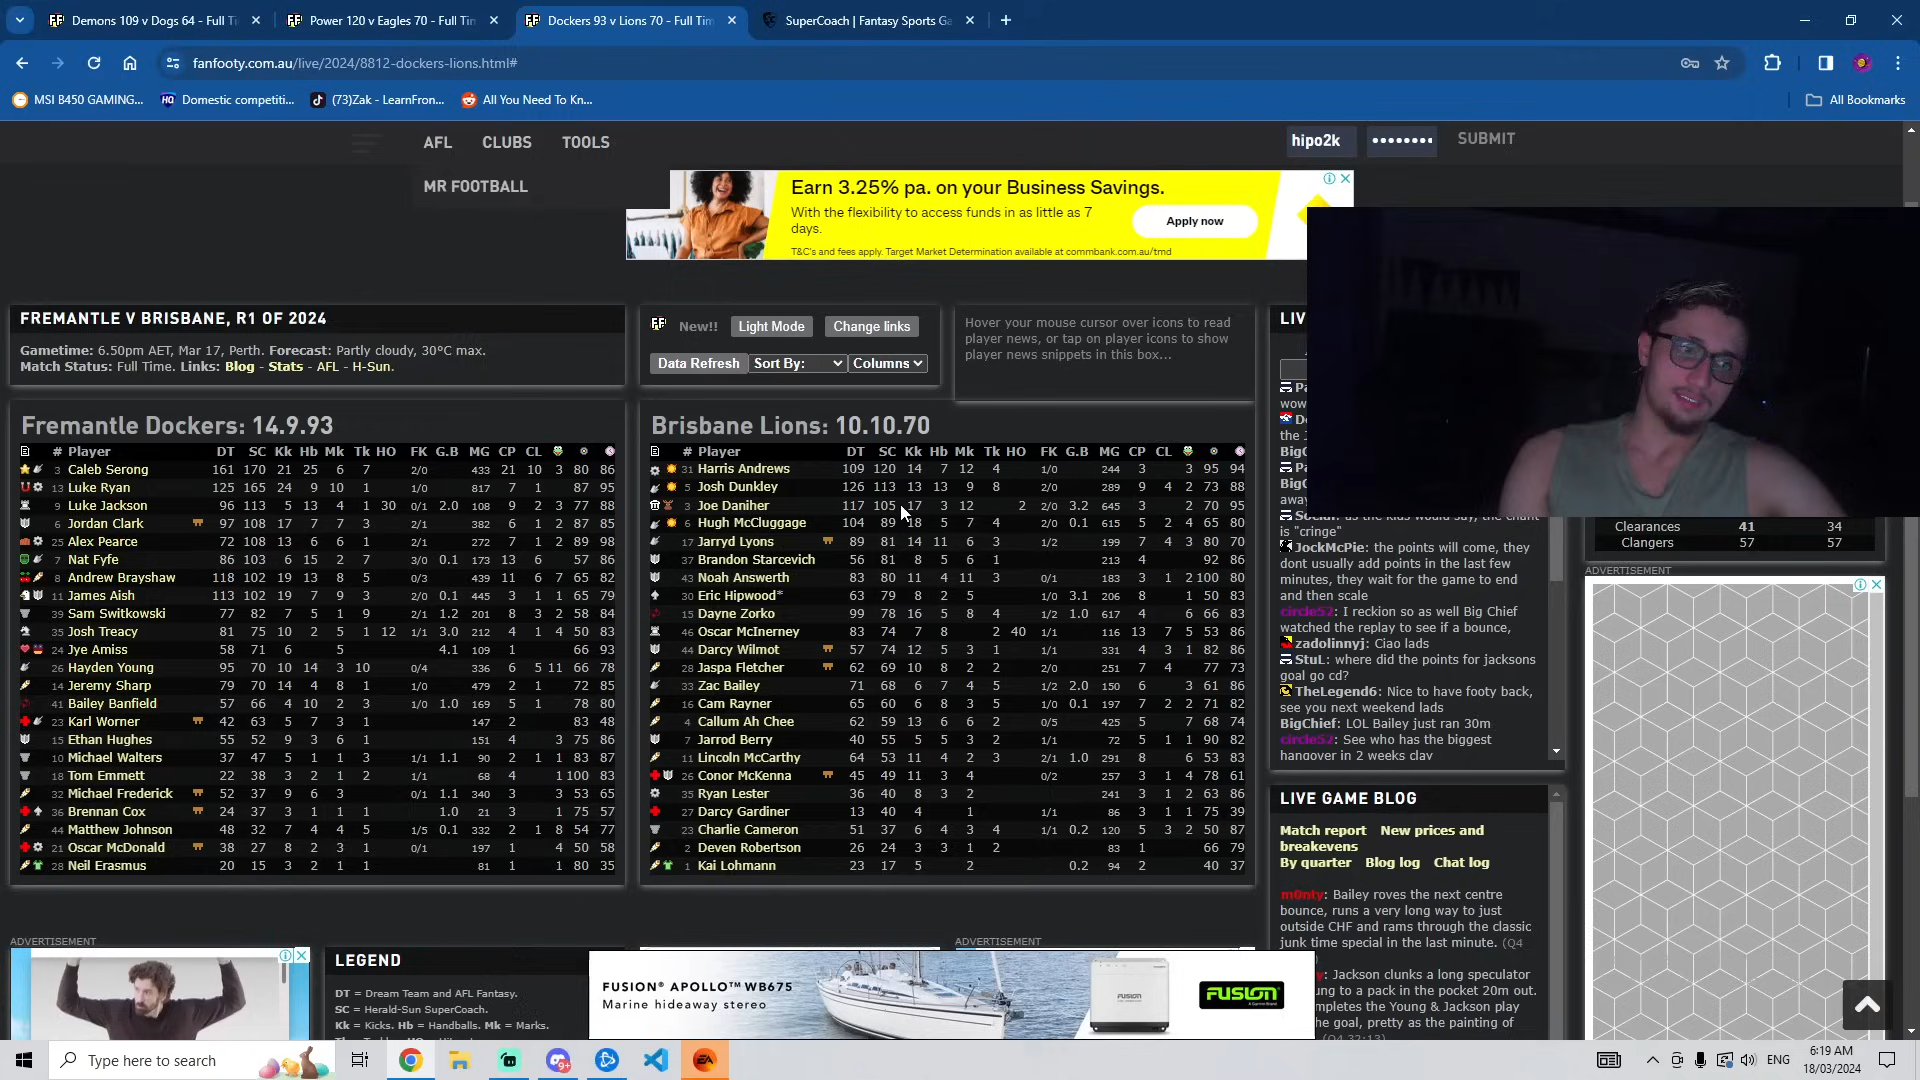 Demons 109 v Dogs 64 - Full Ti
Power 120 v Eagles 70 - Full Tin
Dockers 93 v Lions 70 - Full Tim
SuperCoach | Fantasy Sports Ga
fanfooty.com.au/live/2024/8812-dockers-lions.html#
MSI B450 GAMING...
Domestic competiti...
(73)Zak - LearnFron...
All You Need To Kn...
All Bookmarks
AFL CLUBS TOOLS
hipo2k •••••••• SUBMIT
MR FOOTBALL
Earn 3.25% pa. on your Business Savings.
With the flexibility to access funds in as little as 7
days.
Apply now
T&C's and fees apply. Target Market Determination available at commbank.com.au/tmd
FREMANTLE V BRISBANE, R1 OF 2024
Gametime: 6.50pm AET, Mar 17, Perth. Forecast: Partly cloudy, 30ºC max.
Match Status: Full Time. Links: Blog - Stats - AFL - H-Sun.
New!! Light Mode Change links
Data Refresh Sort By: Columns
Hover your mouse cursor over icons to read
player news, or tap on player icons to show
player news snippets in this box...
LIV
Fremantle Dockers: 14.9.93
# Player DT SC Kk Hb Mk Tk HO FK G.B MG CP CL
3 Caleb Serong 161 170 21 25 6 7 2/0 433 21 10 3 80 86
13 Luke Ryan 125 165 24 9 10 1 1/0 817 7 1 87 95
9 Luke Jackson 96 113 5 13 4 1 30 0/1 2.0 108 9 2 3 77 88
6 Jordan Clark 97 108 17 7 7 3 2/1 382 6 1 2 87 85
25 Alex Pearce 72 108 13 6 6 1 2/1 272 7 1 2 89 98
7 Nat Fyfe 86 103 6 15 2 7 3/0 0.1 173 13 6 57 86
8 Andrew Brayshaw 118 102 19 13 8 5 0/3 439 11 6 7 65 82
11 James Aish 113 102 19 7 9 3 2/0 0.1 445 3 1 1 65 79
39 Sam Switkowski 77 82 7 5 1 9 2/1 1.2 201 8 3 2 58 84
35 Josh Treacy 81 75 10 2 5 1 12 1/1 3.0 212 4 1 4 50 83
24 Jye Amiss 58 71 6 5 4.1 109 1 66 93
26 Hayden Young 95 70 10 14 3 10 0/4 336 6 5 11 66 78
14 Jeremy Sharp 79 70 14 4 8 1 1/0 479 2 1 72 85
41 Bailey Banfield 57 66 4 10 2 3 1/0 1.0 169 5 1 78 80
23 Karl Worner 42 63 5 7 3 1 147 2 83 48
15 Ethan Hughes 55 52 9 3 6 1 151 4 3 75 86
10 Michael Walters 37 47 5 1 1 3 1/1 1.1 90 2 1 1 83 87
18 Tom Emmett 22 38 3 2 1 2 1/1 68 4 1 100 83
32 Michael Frederick 52 37 9 6 3 0/1 1.1 340 3 3 53 65
36 Brennan Cox 24 37 3 1 1 1 1.0 21 3 1 75 57
44 Matthew Johnson 48 32 7 4 4 5 1/5 0.1 332 2 1 8 54 77
21 Oscar McDonald 38 27 8 2 3 1 0/1 197 1 4 50 58
28 Neil Erasmus 20 15 3 2 1 1 81 1 1 80 35
Brisbane Lions: 10.10.70
# Player DT SC Kk Hb Mk Tk HO FK G.B MG CP CL
31 Harris Andrews 109 120 14 7 12 4 1/0 244 3 3 95 94
5 Josh Dunkley 126 113 13 13 9 8 2/0 289 9 4 2 73 88
3 Joe Daniher 117 105 17 3 12 2 2/0 3.2 645 3 2 70 95
6 Hugh McCluggage 104 89 18 5 7 4 2/0 0.1 615 4 5 65 80
17 Jarryd Lyons 89 81 14 11 6 3 1/2 199 7 4 3 80 70
37 Brandon Starcevich 56 81 8 5 6 1 213 4 92 86
43 Noah Answerth 83 80 11 4 11 3 0/1 183 3 1 2 100 80
30 Eric Hipwood* 63 79 8 2 5 1/0 3.1 206 8 1 50 83
15 Dayne Zorko 99 78 16 5 8 4 1/2 1.0 617 4 6 66 83
46 Oscar McInerney 83 74 7 8 2 40 1/1 116 13 7 5 53 86
44 Darcy Wilmot 57 74 12 5 3 1 1/1 331 4 3 1 82 86
28 Jaspa Fletcher 62 69 10 8 2 2 2/0 251 7 4 77 73
33 Zac Bailey 71 68 6 7 4 5 1/2 2.0 150 6 3 61 86
16 Cam Rayner 65 60 6 8 3 5 1/0 0.1 197 7 2 2 71 82
4 Callum Ah Chee 62 59 13 6 6 2 0/5 425 5 7 68 74
7 Jarrod Berry 40 55 5 5 3 2 1/1 72 5 1 1 90 82
11 Lincoln McCarthy 64 53 11 4 2 3 2/1 1.0 291 8 6 53 83
26 Conor McKenna 45 49 11 3 4 0/2 257 3 1 4 78 61
35 Ryan Lester 36 40 8 3 2 241 3 1 2 63 86
27 Darcy Gardiner 13 40 4 1 1/1 86 3 1 1 75 39
23 Charlie Cameron 51 37 6 4 3 4 1/1 0.2 120 5 3 2 50 87
2 Deven Robertson 26 24 3 3 1 2 83 1 66 79
1 Kai Lohmann 23 17 5 2 0.2 94 2 40 37
is "cringe"
JockMcPie: the points will come, they
dont usually add points in the last few
minutes, they wait for the game to end
and then scale
circle52: I reckion so as well Big Chief
watched the replay to see if a bounce,
zadolinnyj: Ciao lads
StuL: where did the points for jacksons
goal go cd?
TheLegend6: Nice to have footy back,
see you next weekend lads
BigChief: LOL Bailey just ran 30m
circle52: See who has the biggest
handover in 2 weeks clav
Clearances 41 34
Clangers 57 57
ADVERTISEMENT
LIVE GAME BLOG
Match report New prices and
breakevens
By quarter Blog log Chat log
m0nty: Bailey roves the next centre
bounce, runs a very long way to just
outside CHF and rams through the classic
junk time special in the last minute. (Q4
Jackson clunks a long speculator
ung to a pack in the pocket 20m out.
mpletes the Young & Jackson play
the goal, pretty as the painting of
ADVERTISEMENT
ADVERTISEMENT
LEGEND
DT = Dream Team and AFL Fantasy.
SC = Herald-Sun SuperCoach.
Kk = Kicks. Hb = Handballs. Mk = Marks.
FUSION® APOLLO™ WB675
Marine hideaway stereo
FUSION
FUSION
Type here to search
ENG
6:19 AM
18/03/2024